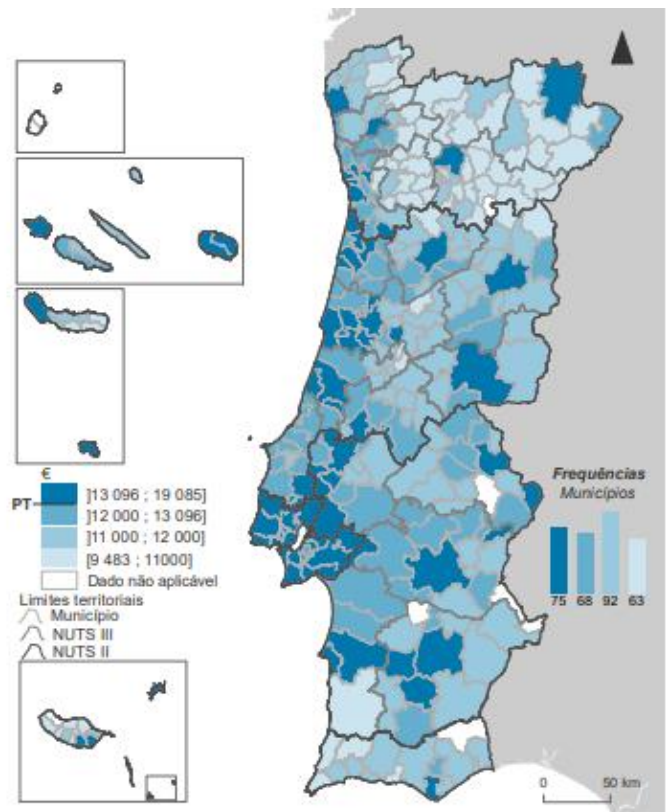 €
PT
]13 096 ; 19 085]
]12 000 ; 13 096]
]11 000 ; 12 000]
[9 483 ; 11000]
Dado não aplicável
Limites territoriais
Município
NUTS III
NUTS II
Frequências
Municípios
75 68 92 63
0 50 km